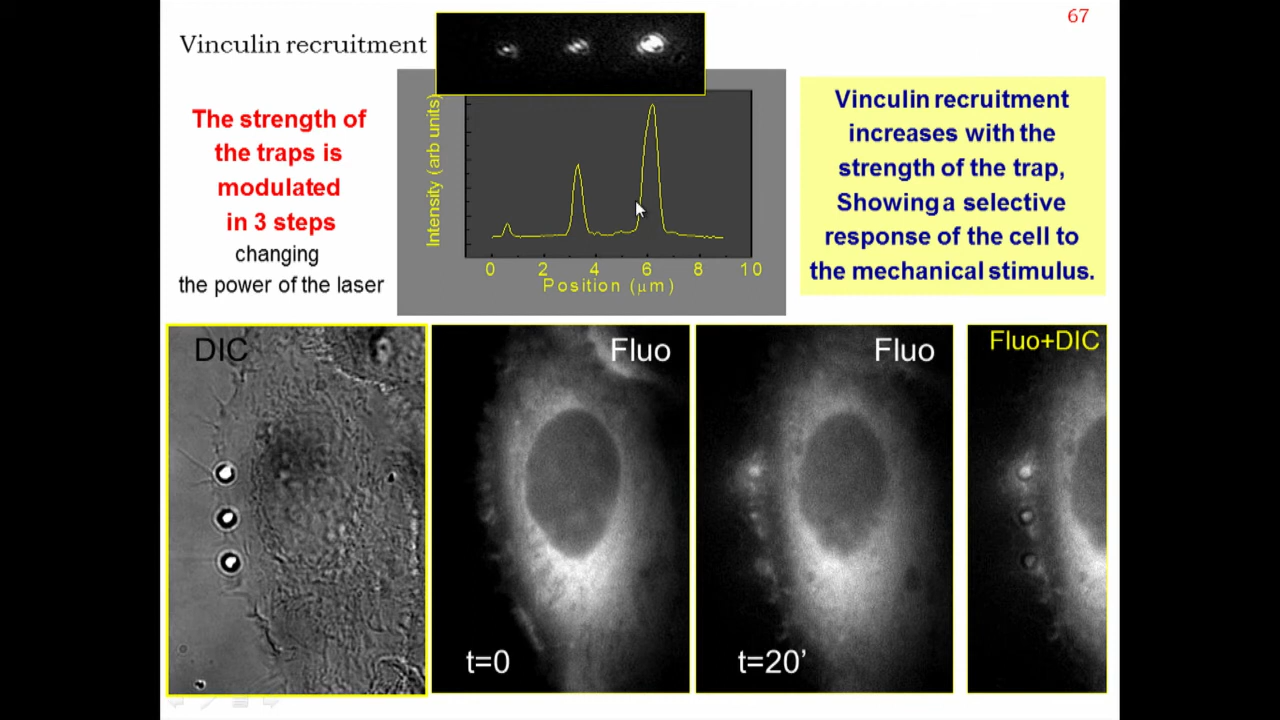 67
Vinculin recruitment
The strength of
the traps is
modulated
in 3 steps
changing
the power of the laser
Intensity (arb units)
0 2 4 6 8 10
Position (μm)
Vinculin recruitment
increases with the
strength of the trap,
Showing a selective
response of the cell to
the mechanical stimulus.
DIC
Fluo
t=0
Fluo
t=20’
Fluo+DIC